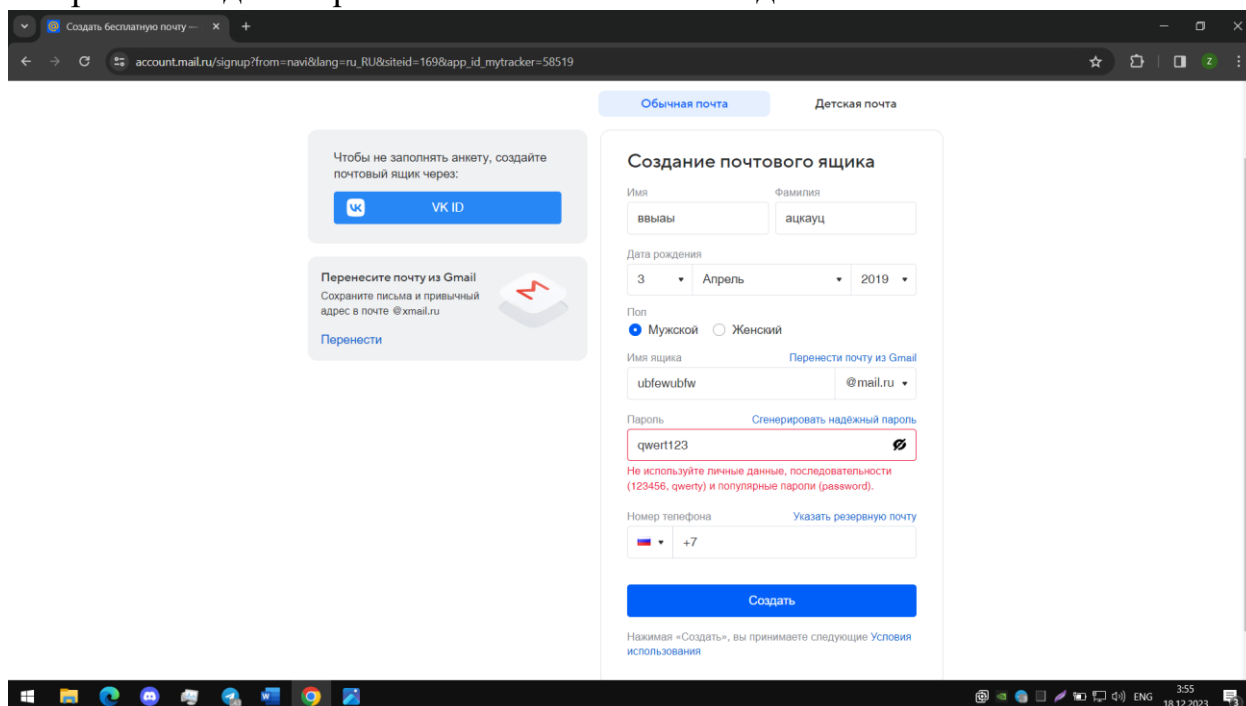 Создать бесплатную почту —
account.mail.ru/signup?from=navi&lang=ru_RU&siteid=169&app_id_mytracker=58519
Z
Обычная почта Детская почта
Чтобы не заполнять анкету, создайте
почтовый ящик через:
VK ID
Перенесите почту из Gmail
Сохраните письма и привычный
адрес в почте @xmail.ru
Перенести
Создание почтового ящика
Имя Фамилия
ввыаы ацкауц
Дата рождения
3 Апрель 2019
Пол
Мужской Женский
Имя ящика Перенести почту из Gmail
ubfewubfw @mail.ru
Пароль Сгенерировать надёжный пароль
qwert123
Не используйте личные данные, последовательности
(123456, qwerty) и популярные пароли (password).
Номер телефона Указать резервную почту
+7
Создать
Нажимая «Создать», вы принимаете следующие Условия
использования
ENG
3:55
18.12.2023